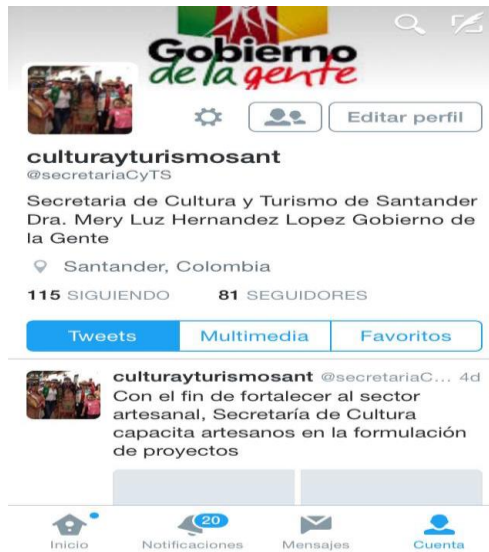 Gobierno
de la gente
Editar perfil
culturayturismosant
@secretariaCyTS
Secretaria de Cultura y Turismo de Santander
Dra. Mery Luz Hernandez Lopez Gobierno de
la Gente
Santander, Colombia
115 SIGUIENDO 81 SEGUIDORES
Tweets Multimedia Favoritos
culturayturismosant @secretariaC... 4d
Con el fin de fortalecer al sector
artesanal, Secretaría de Cultura
capacita artesanos en la formulación
de proyectos
20
Inicio Notificaciones Mensajes Cuenta